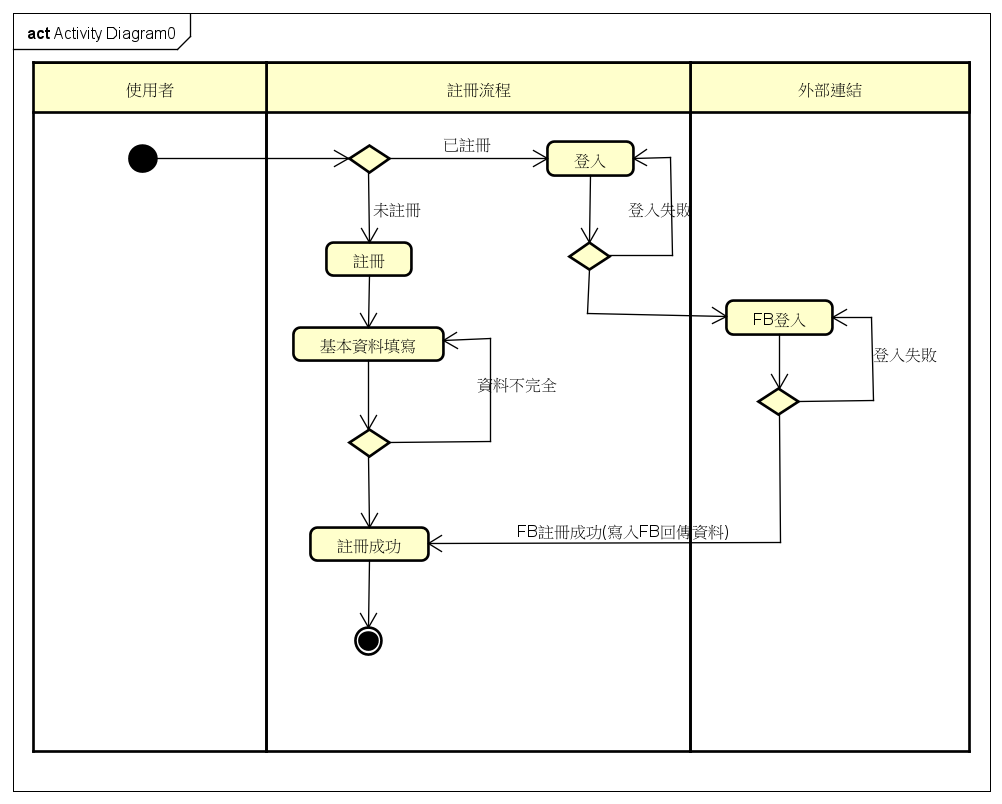 act Activity Diagram0
使用者
註冊流程
外部連結
已註冊
登入
未註冊
登入失敗
註冊
FB登入
基本資料填寫
登入失敗
資料不完全
FB註冊成功(寫入FB回傳資料)
註冊成功